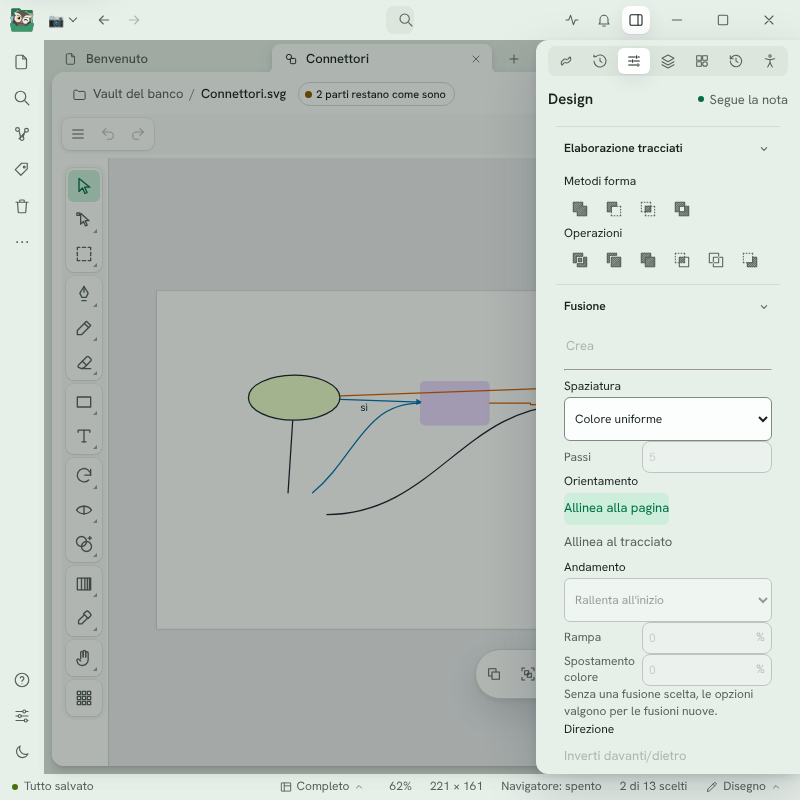 Benvenuto
Connettori
Vault del banco / Connettori.svg
2 parti restano come sono
sì
Design
Segue la nota
Elaborazione tracciati
Metodi forma
Operazioni
Fusione
Crea
Spaziatura
Colore uniforme
Passi
5
Orientamento
Allinea alla pagina
Allinea al tracciato
Andamento
Rallenta all'inizio
Rampa
0 %
Spostamento colore
0 %
Senza una fusione scelta, le opzioni
valgono per le fusioni nuove.
Direzione
Inverti davanti/dietro
Tutto salvato
Completo
62%
221 × 161
Navigatore: spento
2 di 13 scelti
Disegno